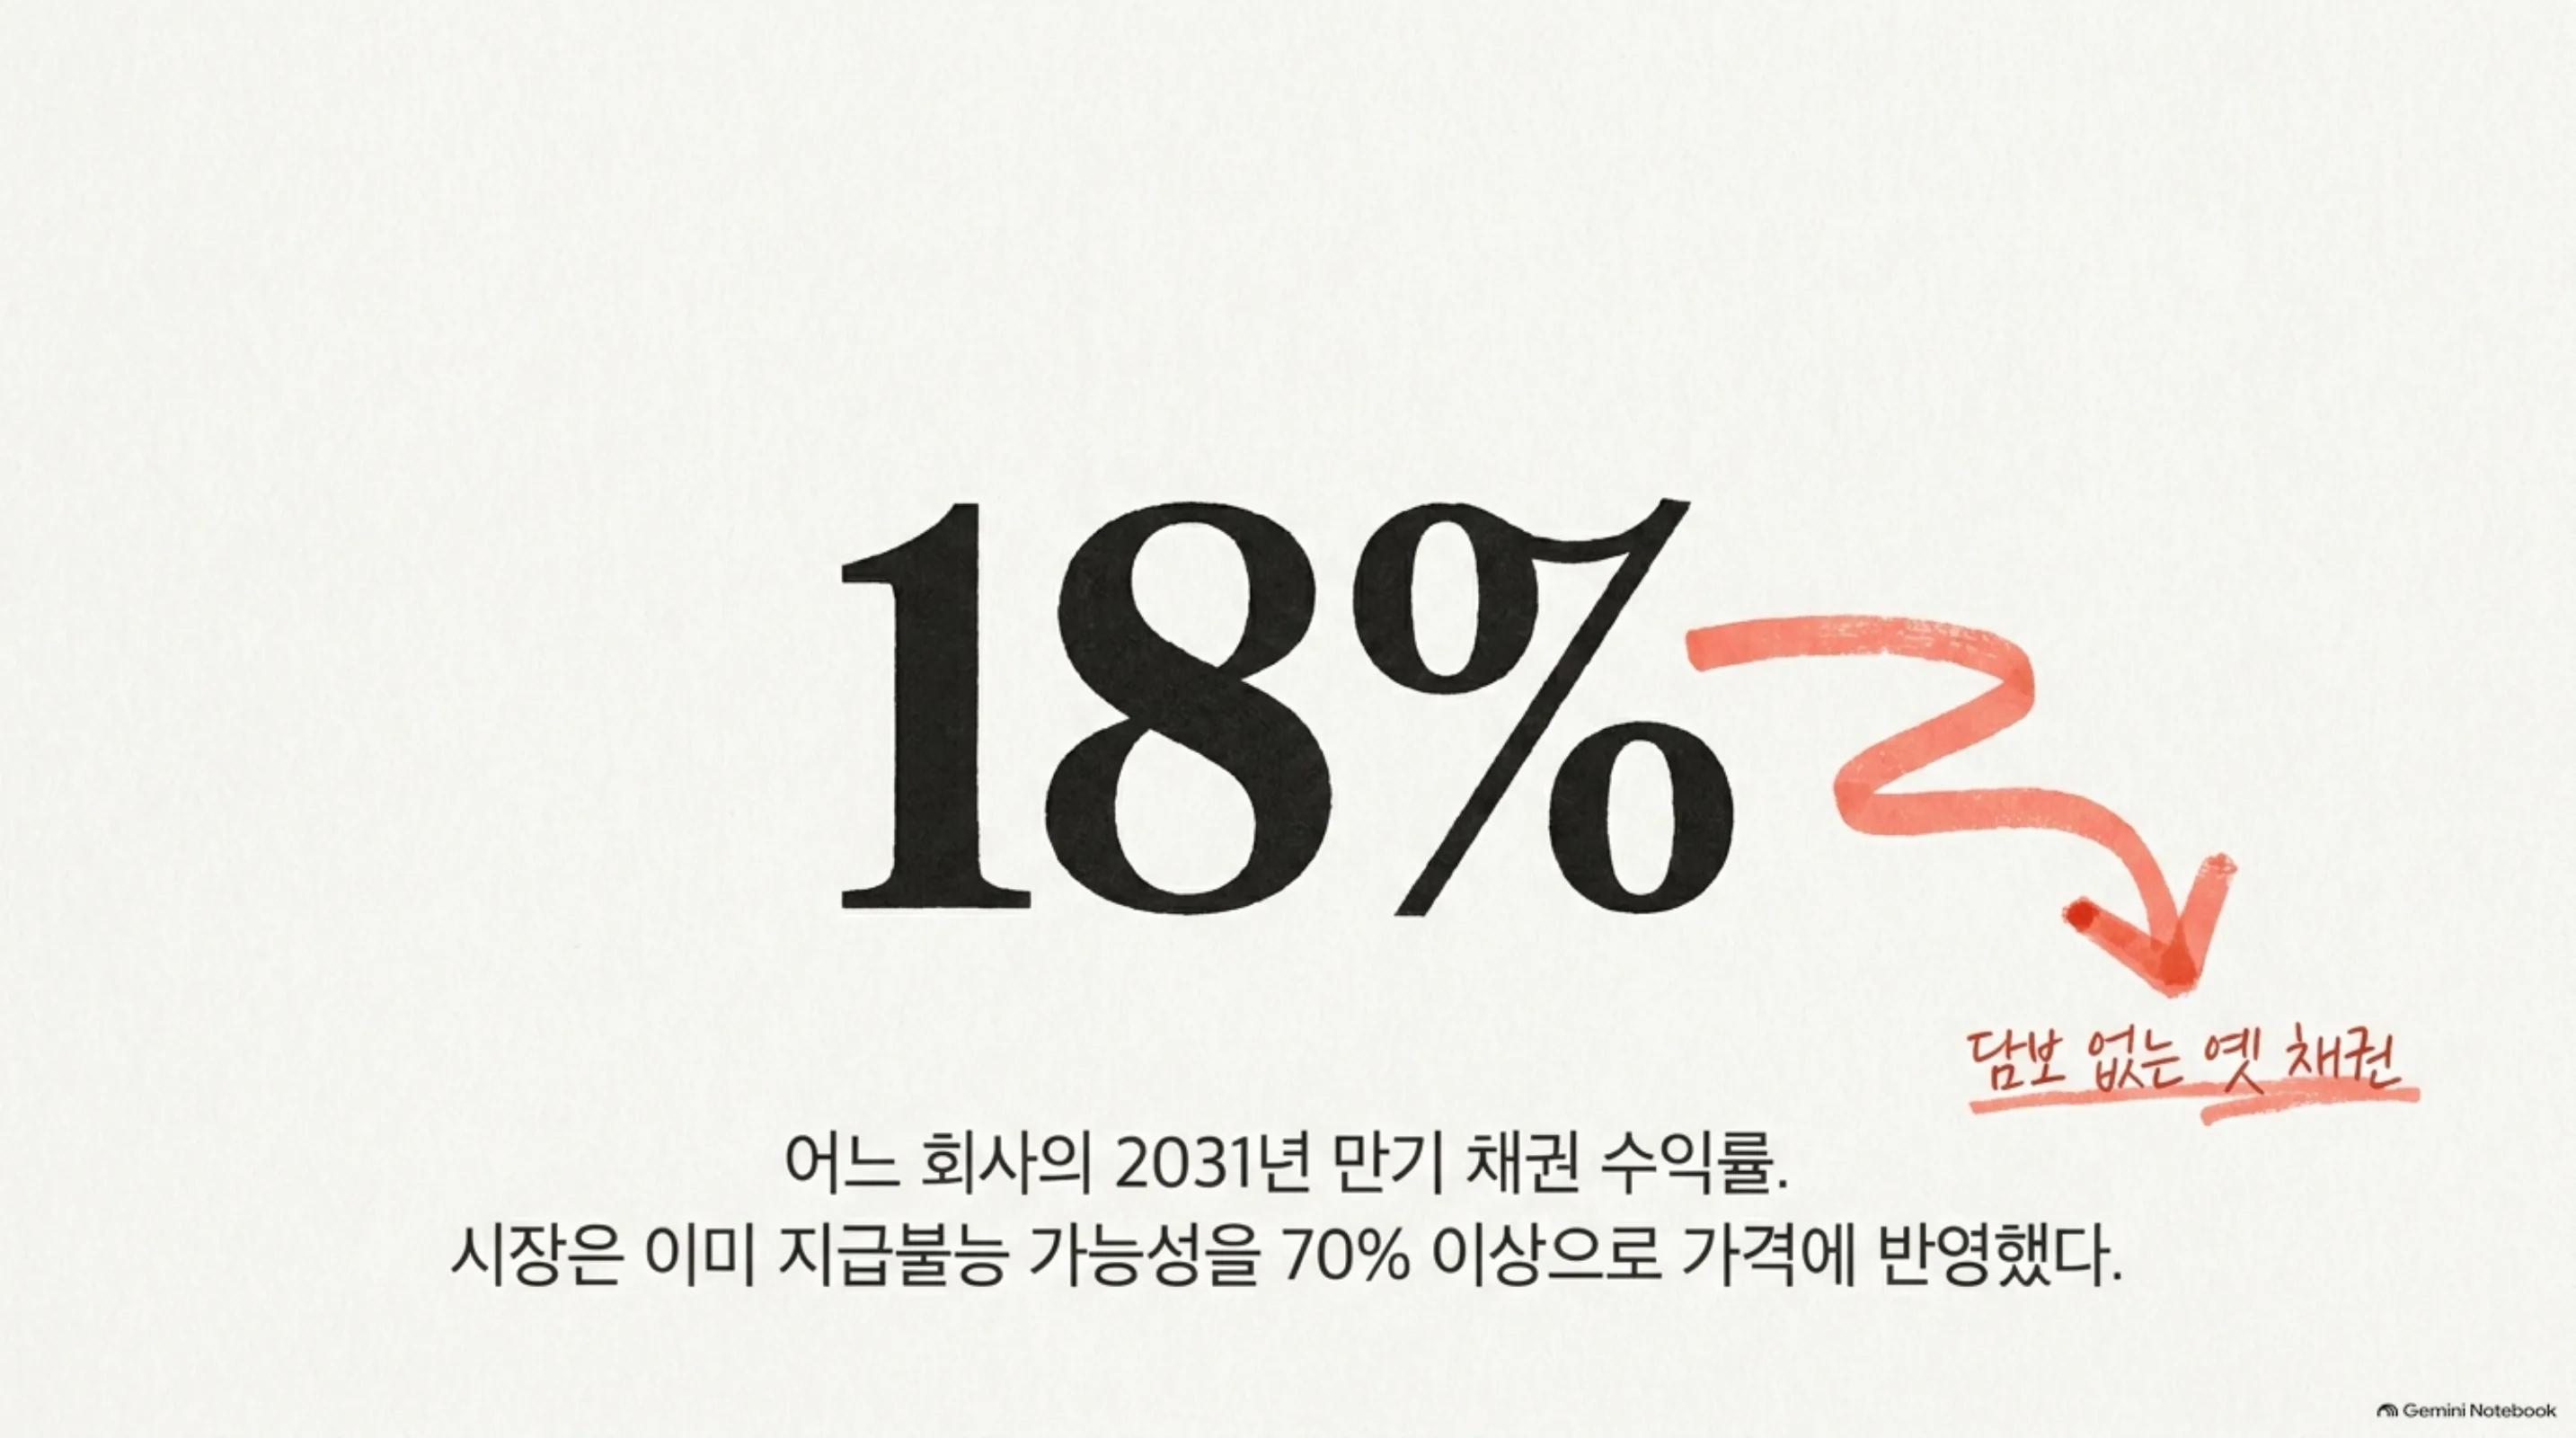 18%
담보 없는 옛 채권
어느 회사의 2031년 만기 채권 수익률.
시장은 이미 지급불능 가능성을 70% 이상으로 가격에 반영했다.
Gemini Notebook